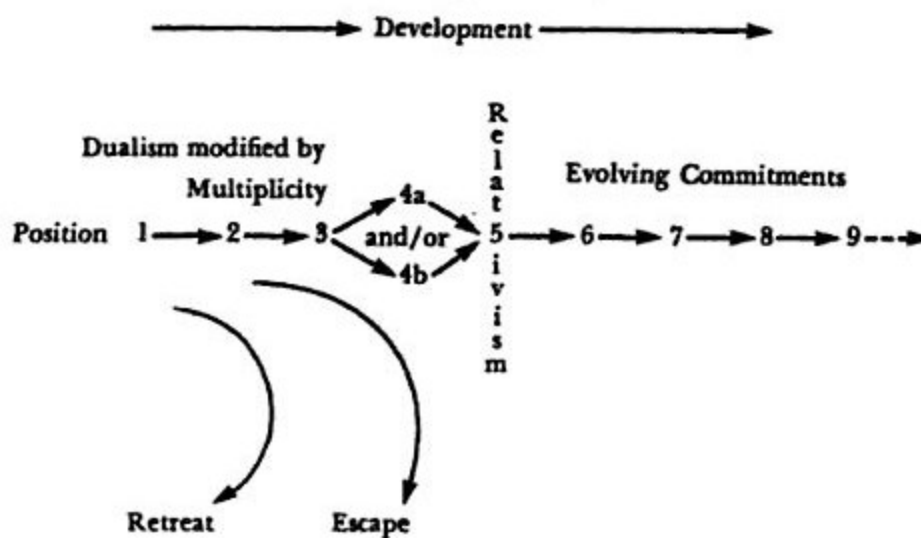 Development
Dualism modified by
Multiplicity
Relativism
Evolving Commitments
4a
Position 1 2 3 and/or 5 6 7 8 9
4b
Retreat Escape